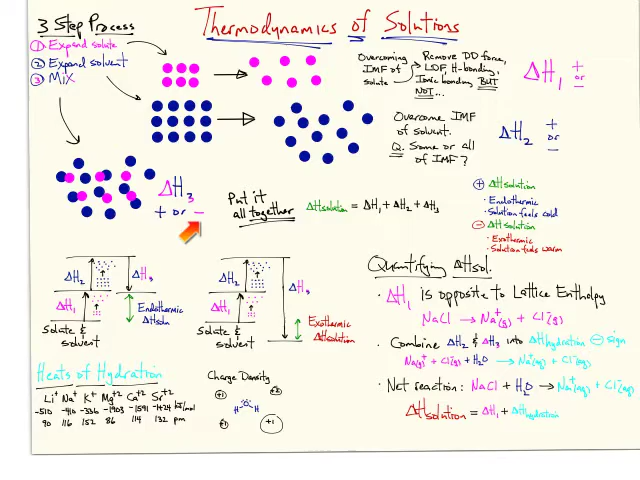 Thermodynamics of Solutions
3 Step Process
① Expand solute
② Expand solvent
③ Mix
Overcoming
IMF of
solute
Remove DD force,
LDF, H-bonding,
Ionic bonding BUT
NOT...
ΔH₁ + or -
Overcome IMF
of solvent.
Q. Some or all
of IMF?
ΔH₂ + or -
ΔH₃
+ or -
Put it
all together
ΔHsolution = ΔH₁ + ΔH₂ + ΔH₃
⊕ ΔHsolution
· Endothermic
· Solution feels cold
⊖ ΔHsolution
· Exothermic
· Solution feels warm
ΔH₂
ΔH₃
ΔH₁
Endothermic
ΔHsoln
Solute &
solvent
ΔH₂
ΔH₃
ΔH₁
Exothermic
ΔHsolution
Solute &
solvent
Quantifying ΔHsol.
· ΔH₁ is opposite to Lattice Enthalpy
NaCl → Na⁺(g) + Cl⁻(g)
· Combine ΔH₂ & ΔH₃ into ΔHhydration ⊖ sign
Na⁺(g) + Cl⁻(g) + H₂O → Na⁺(aq) + Cl⁻(aq)
· Net reaction: NaCl + H₂O → Na⁺(aq) + Cl⁻(aq)
ΔHsolution = ΔH₁ + ΔHhydration
Heats of Hydration
Li⁺ Na⁺ K⁺ Mg⁺² Ca⁺² Sr⁺²
-510 -410 -336 -1903 -1591 -1424 kJ/mol
90 116 152 86 114 132 pm
Charge Density
+1 +2
H O H
+1 +1